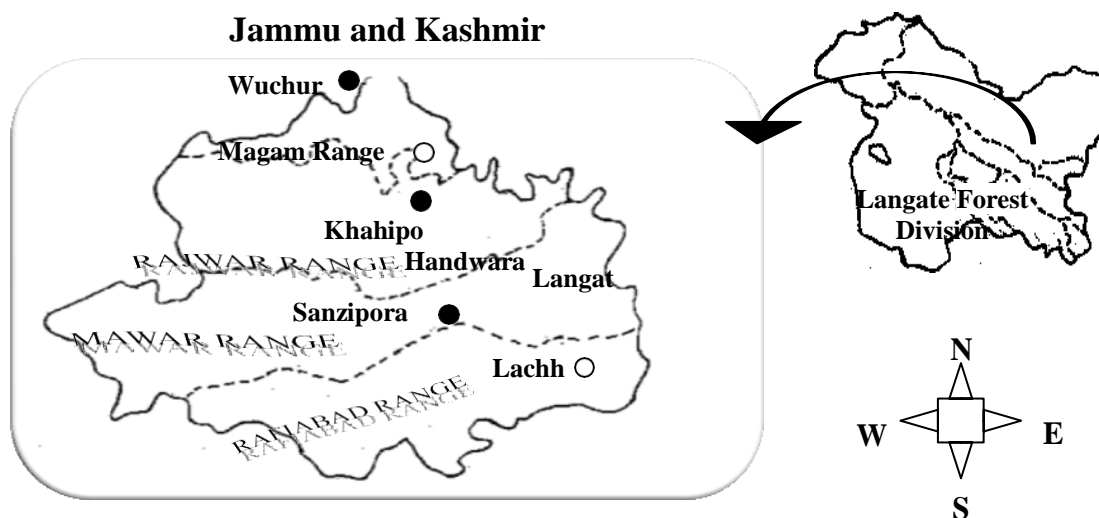 Jammu and Kashmir
Wuchur
Magam Range
Khahipo
RAJWAR RANGE
Handwara
Langat
Sanzipora
MAWAR RANGE
Lachh
RAHABAD RANGE
Langate Forest
Division
N
W
E
S